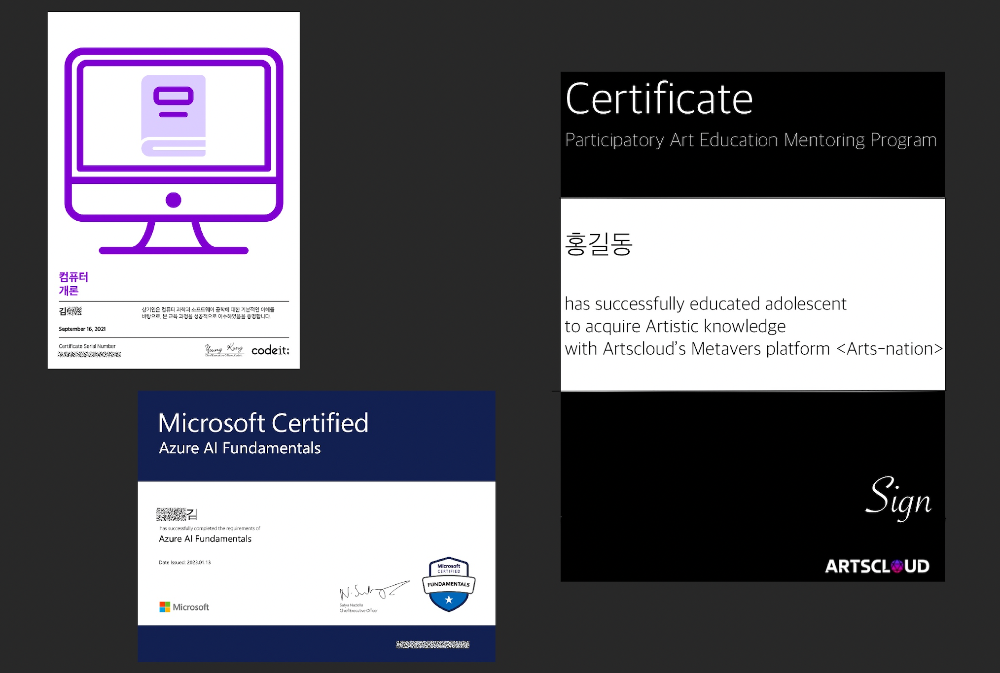 컴퓨터
개론
김
상기인은 컴퓨터 과학과 소프트웨어 공학에 대한 기본적인 이해를
바탕으로, 본 교육 과정을 성공적으로 이수하였음을 증명합니다.
September 16, 2021
Certificate Serial Number
Young Kang
Chief Executive Officer, Codeit
codeit;
Microsoft Certified
Azure AI Fundamentals
김
has successfully completed the requirements of
Azure AI Fundamentals
Date Issued: 2023.01.13
Satya Nadella
Chief Executive Officer
Microsoft
Microsoft
CERTIFIED
FUNDAMENTALS
Certificate
Participatory Art Education Mentoring Program
홍길동
has successfully educated adolescent
to acquire Artistic knowledge
with Artscloud’s Metavers platform <Arts-nation>
Sign
ARTSCLOUD